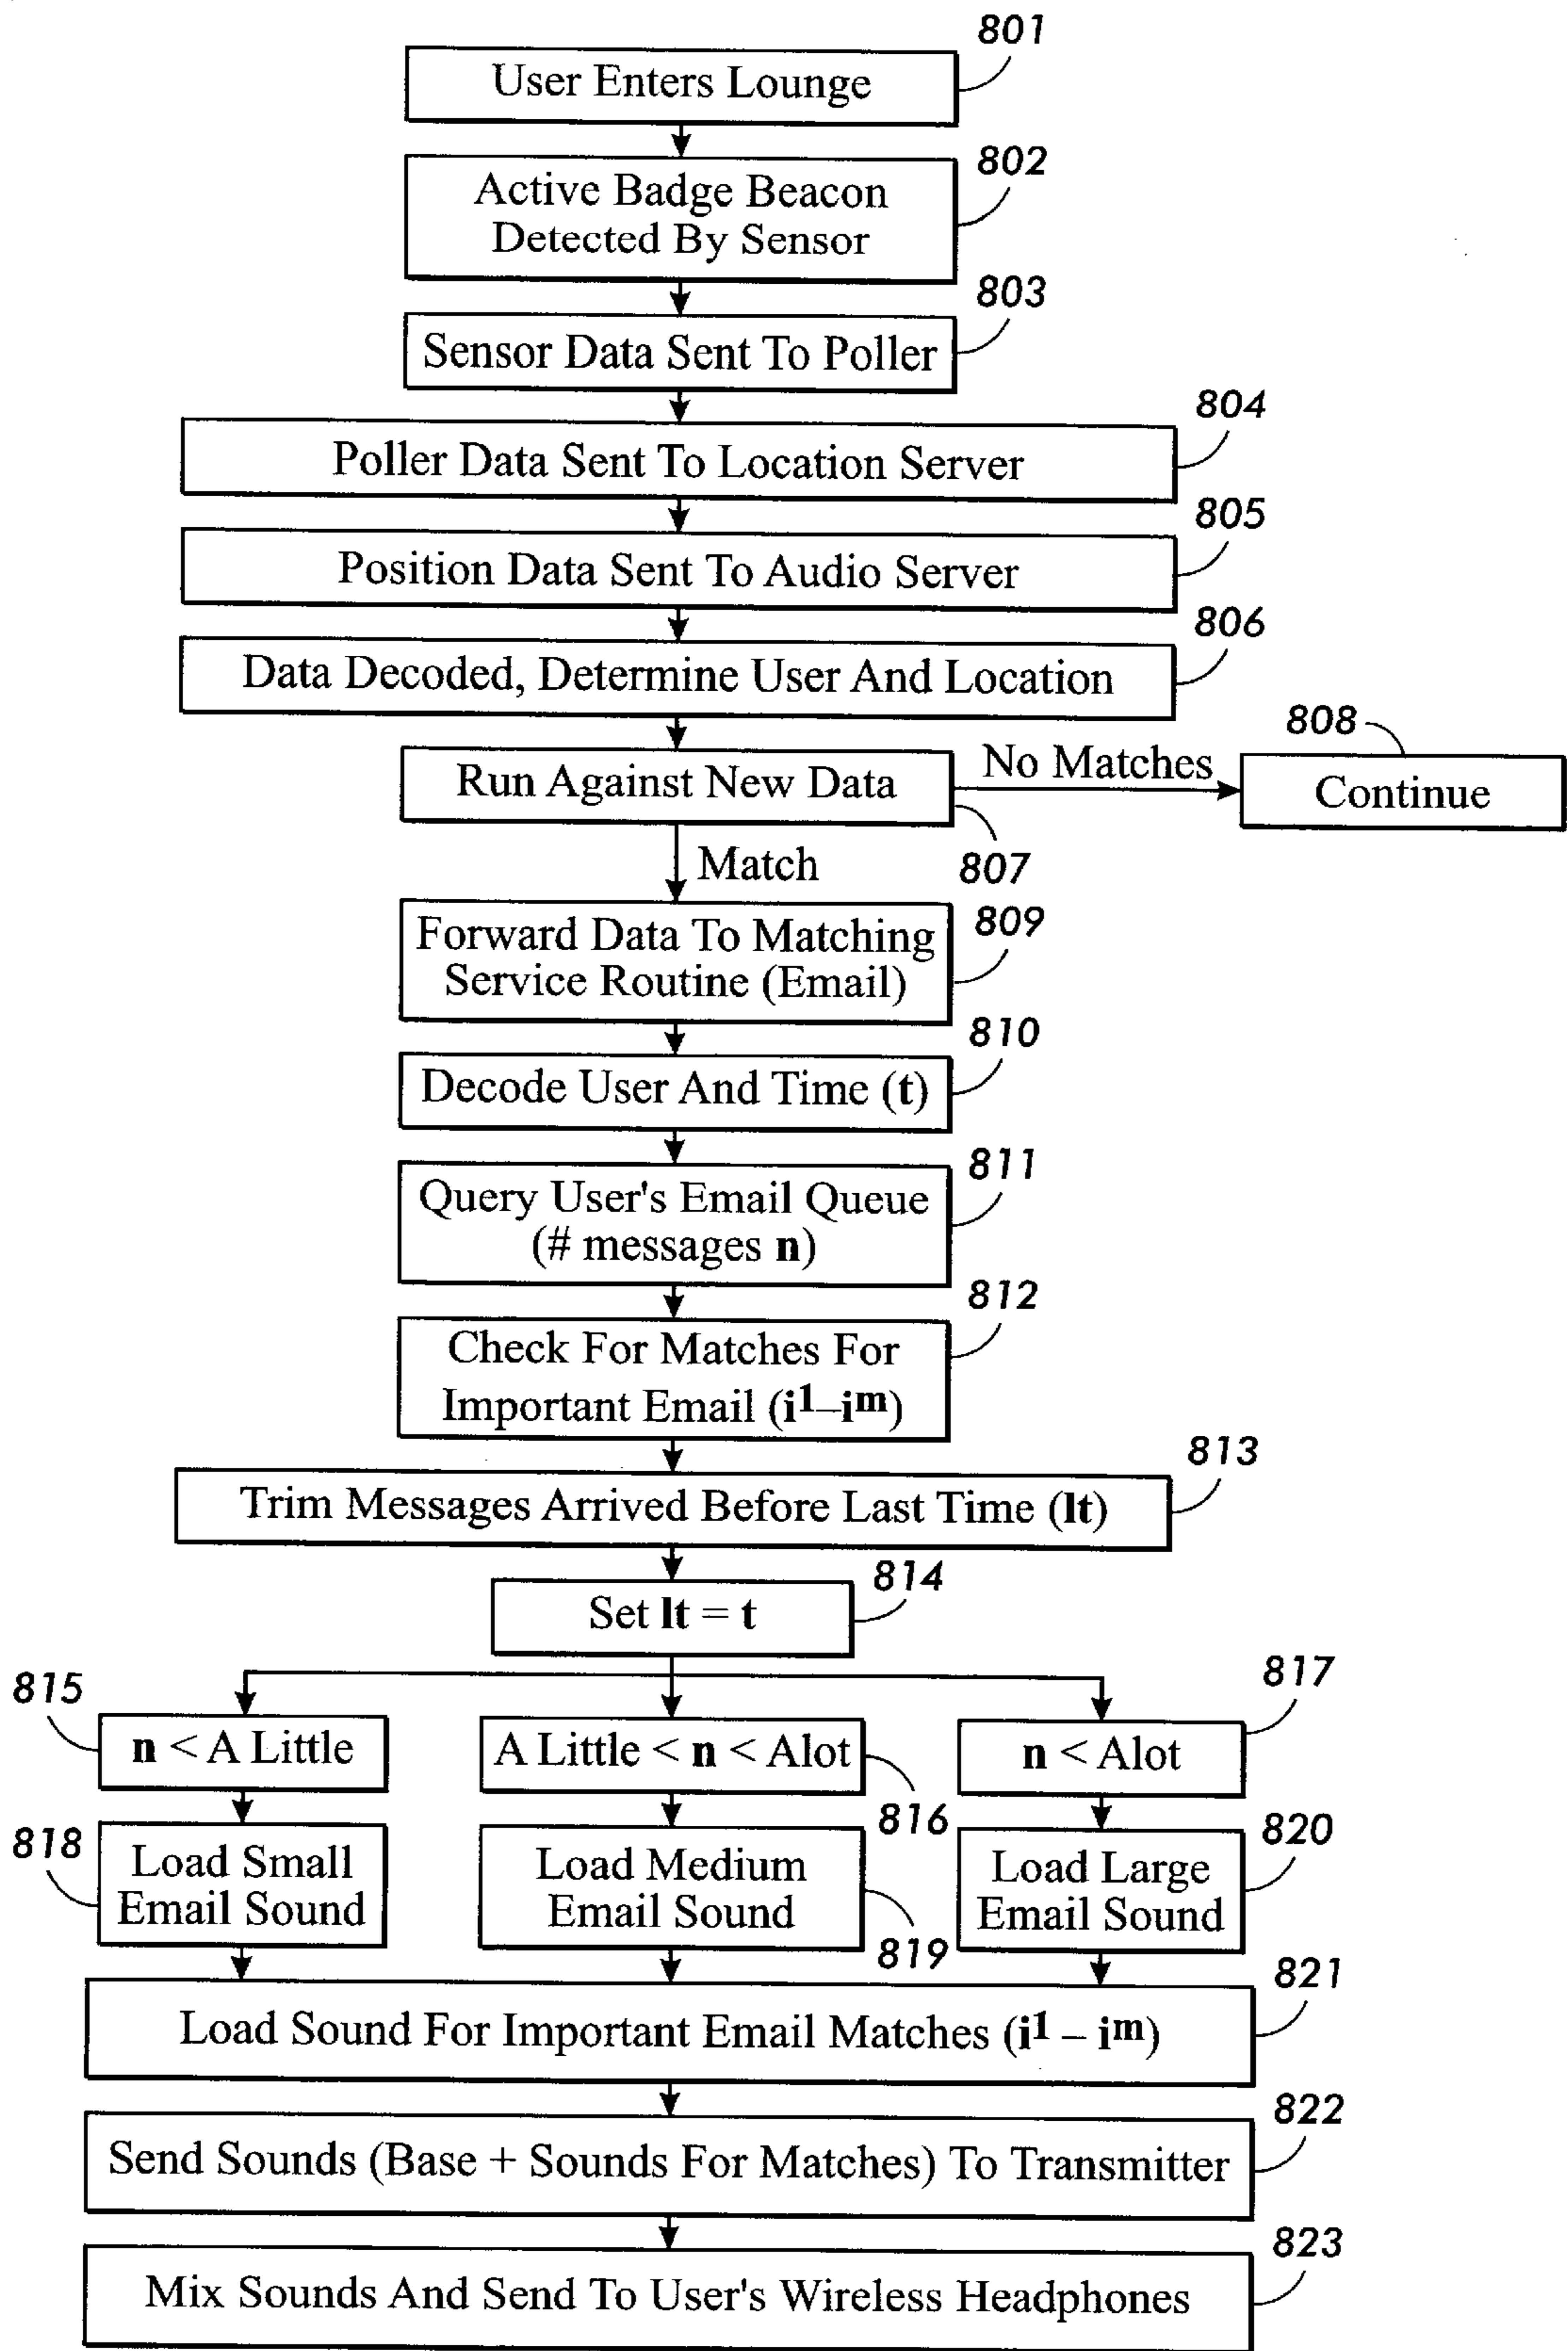 801
User Enters Lounge
802
Active Badge Beacon
Detected By Sensor
803
Sensor Data Sent To Poller
804
Poller Data Sent To Location Server
805
Position Data Sent To Audio Server
806
Data Decoded, Determine User And Location
808
Run Against New Data
No Matches
Continue
807
Match
809
Forward Data To Matching
Service Routine (Email)
810
Decode User And Time (t)
811
Query User's Email Queue
(# messages n)
812
Check For Matches For
Important Email (i¹–iᵐ)
813
Trim Messages Arrived Before Last Time (lt)
814
Set lt = t
815
n < A Little
A Little < n < Alot
816
817
n < Alot
818
Load Small
Email Sound
Load Medium
Email Sound
819
820
Load Large
Email Sound
821
Load Sound For Important Email Matches (i¹ – iᵐ)
822
Send Sounds (Base + Sounds For Matches) To Transmitter
823
Mix Sounds And Send To User's Wireless Headphones